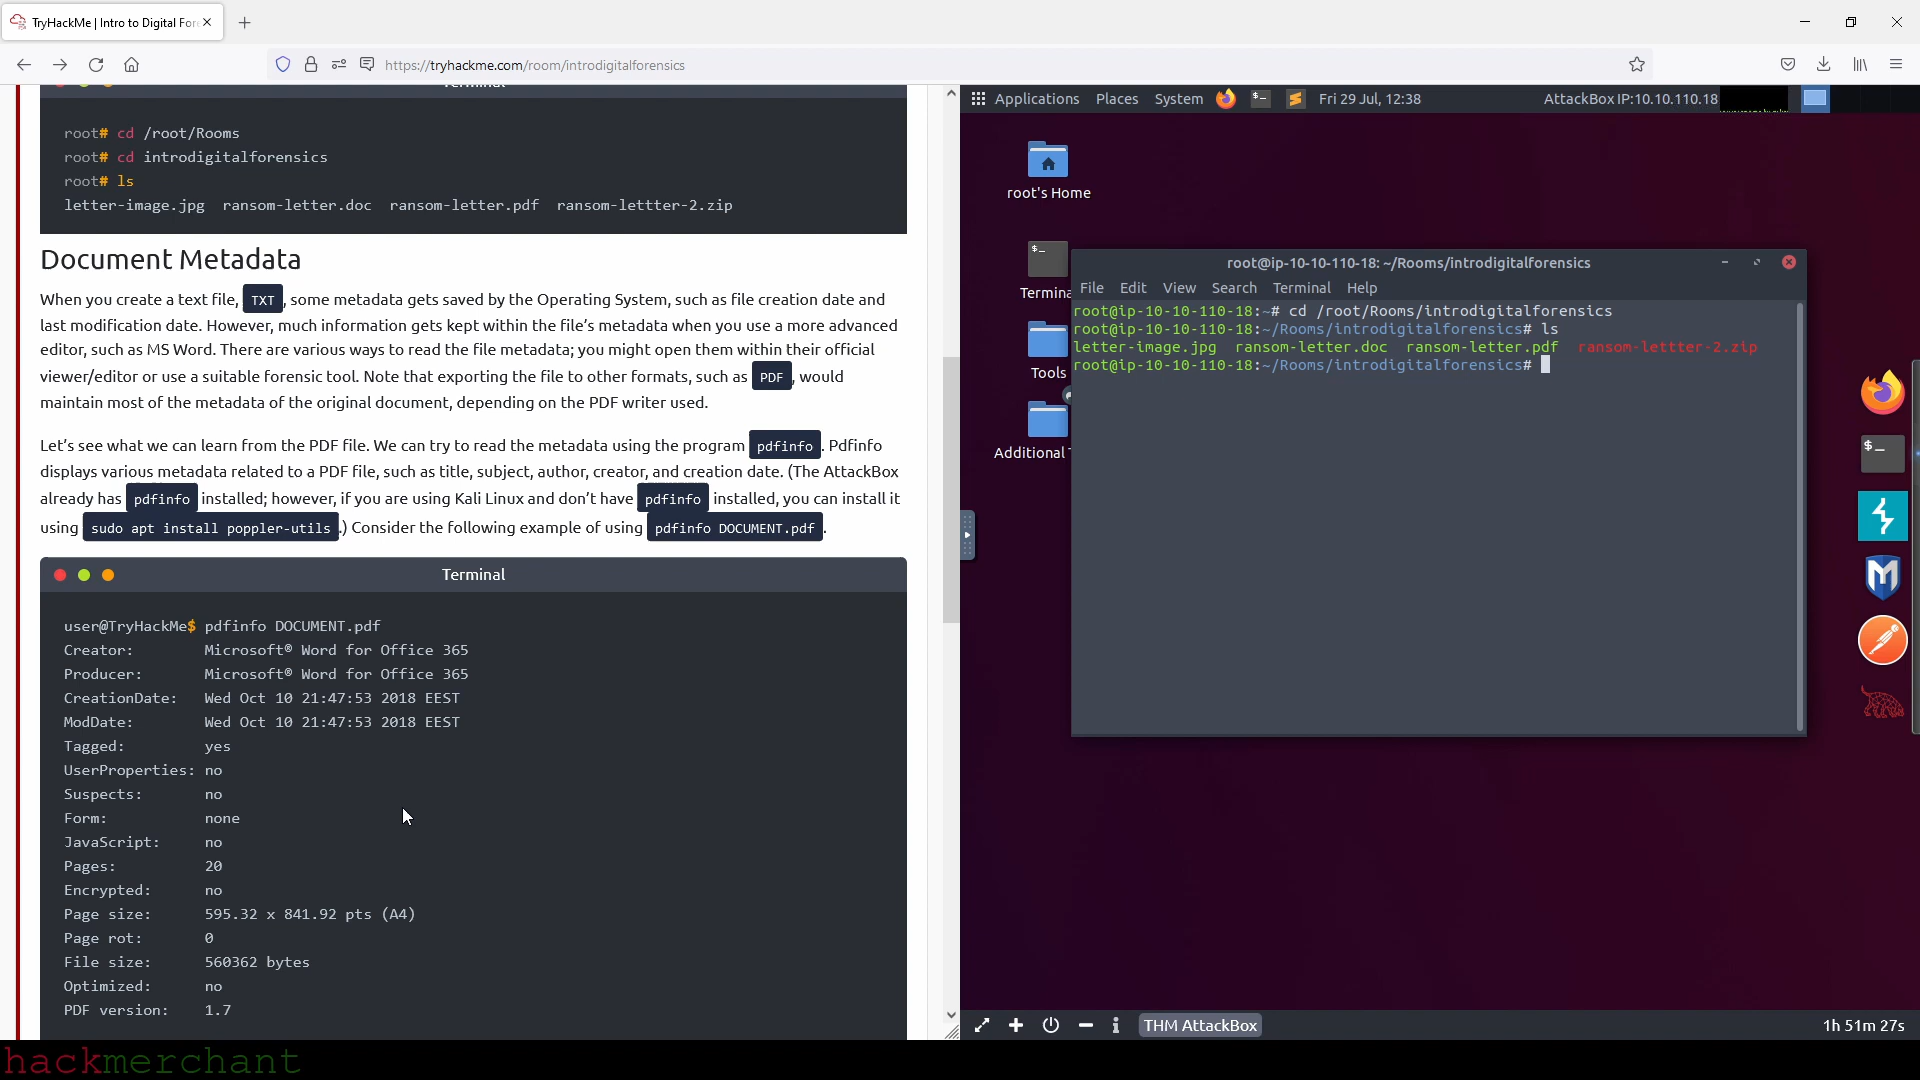 TryHackMe | Intro to Digital For
https://tryhackme.com/room/introdigitalforensics
Terminal
root# cd /root/Rooms
root# cd introdigitalforensics
root# ls
letter-image.jpg ransom-letter.doc ransom-letter.pdf ransom-lettter-2.zip
Document Metadata
When you create a text file, TXT, some metadata gets saved by the Operating System, such as file creation date and
last modification date. However, much information gets kept within the file's metadata when you use a more advanced
editor, such as MS Word. There are various ways to read the file metadata; you might open them within their official
viewer/editor or use a suitable forensic tool. Note that exporting the file to other formats, such as PDF, would
maintain most of the metadata of the original document, depending on the PDF writer used.
Let's see what we can learn from the PDF file. We can try to read the metadata using the program pdfinfo. Pdfinfo
displays various metadata related to a PDF file, such as title, subject, author, creator, and creation date. (The AttackBox
already has pdfinfo installed; however, if you are using Kali Linux and don't have pdfinfo installed, you can install it
using sudo apt install poppler-utils.) Consider the following example of using pdfinfo DOCUMENT.pdf.
Terminal
user@TryHackMe$ pdfinfo DOCUMENT.pdf
Creator: Microsoft® Word for Office 365
Producer: Microsoft® Word for Office 365
CreationDate: Wed Oct 10 21:47:53 2018 EEST
ModDate: Wed Oct 10 21:47:53 2018 EEST
Tagged: yes
UserProperties: no
Suspects: no
Form: none
JavaScript: no
Pages: 20
Encrypted: no
Page size: 595.32 x 841.92 pts (A4)
Page rot: 0
File size: 560362 bytes
Optimized: no
PDF version: 1.7
Applications Places System Fri 29 Jul, 12:38 AttackBox IP:10.10.110.18
root's Home
Termina
Tools
Additional
root@ip-10-10-110-18: ~/Rooms/introdigitalforensics
File Edit View Search Terminal Help
root@ip-10-10-110-18:~# cd /root/Rooms/introdigitalforensics
root@ip-10-10-110-18:~/Rooms/introdigitalforensics# ls
letter-image.jpg ransom-letter.doc ransom-letter.pdf ransom-lettter-2.zip
root@ip-10-10-110-18:~/Rooms/introdigitalforensics#
THM AttackBox
1h 51m 27s
hackmerchant